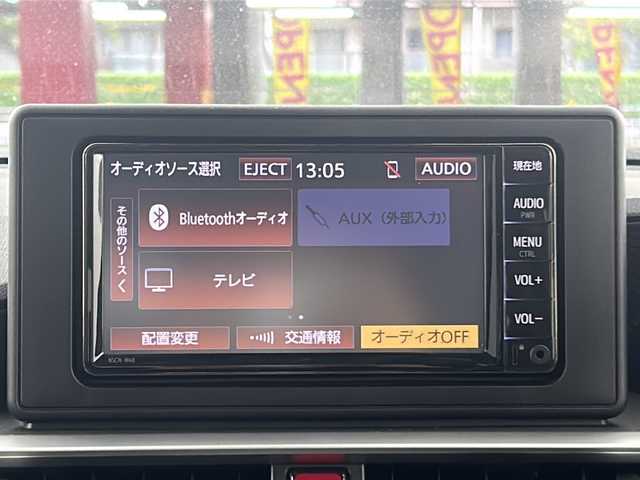 OPEN
OPEN
オーディオソース選択 EJECT 13:05 AUDIO
現在地
AUDIO
PWR
MENU
CTRL
VOL+
VOL-
その他のソース
Bluetoothオーディオ
AUX (外部入力)
テレビ
配置変更
交通情報
オーディオOFF